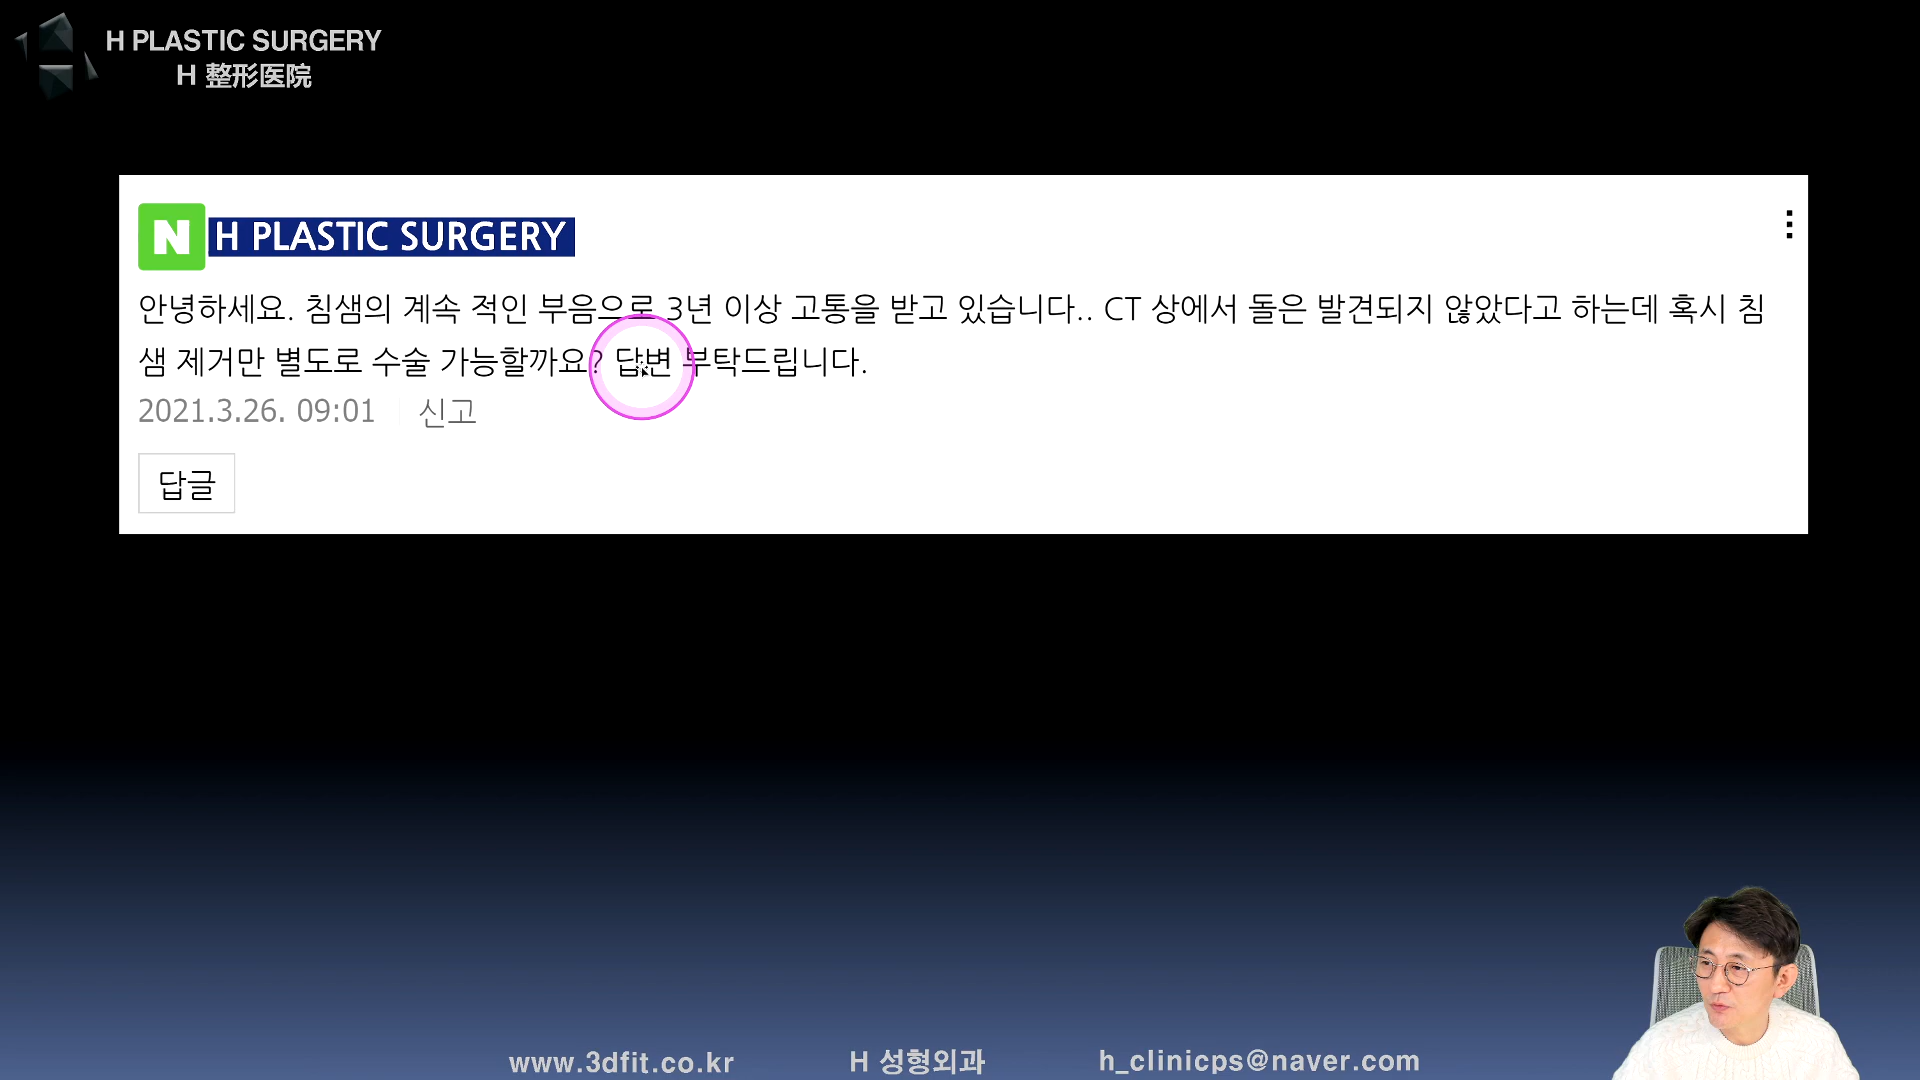 H PLASTIC SURGERY
H 整形医院
N H PLASTIC SURGERY
안녕하세요. 침샘의 계속 적인 부음으로 3년 이상 고통을 받고 있습니다.. CT 상에서 돌은 발견되지 않았다고 하는데 혹시 침
샘 제거만 별도로 수술 가능할까요? 답변 부탁드립니다.
2021.3.26. 09:01 신고
답글
www.3dfit.co.kr H 성형외과 h_clinicps@naver.com